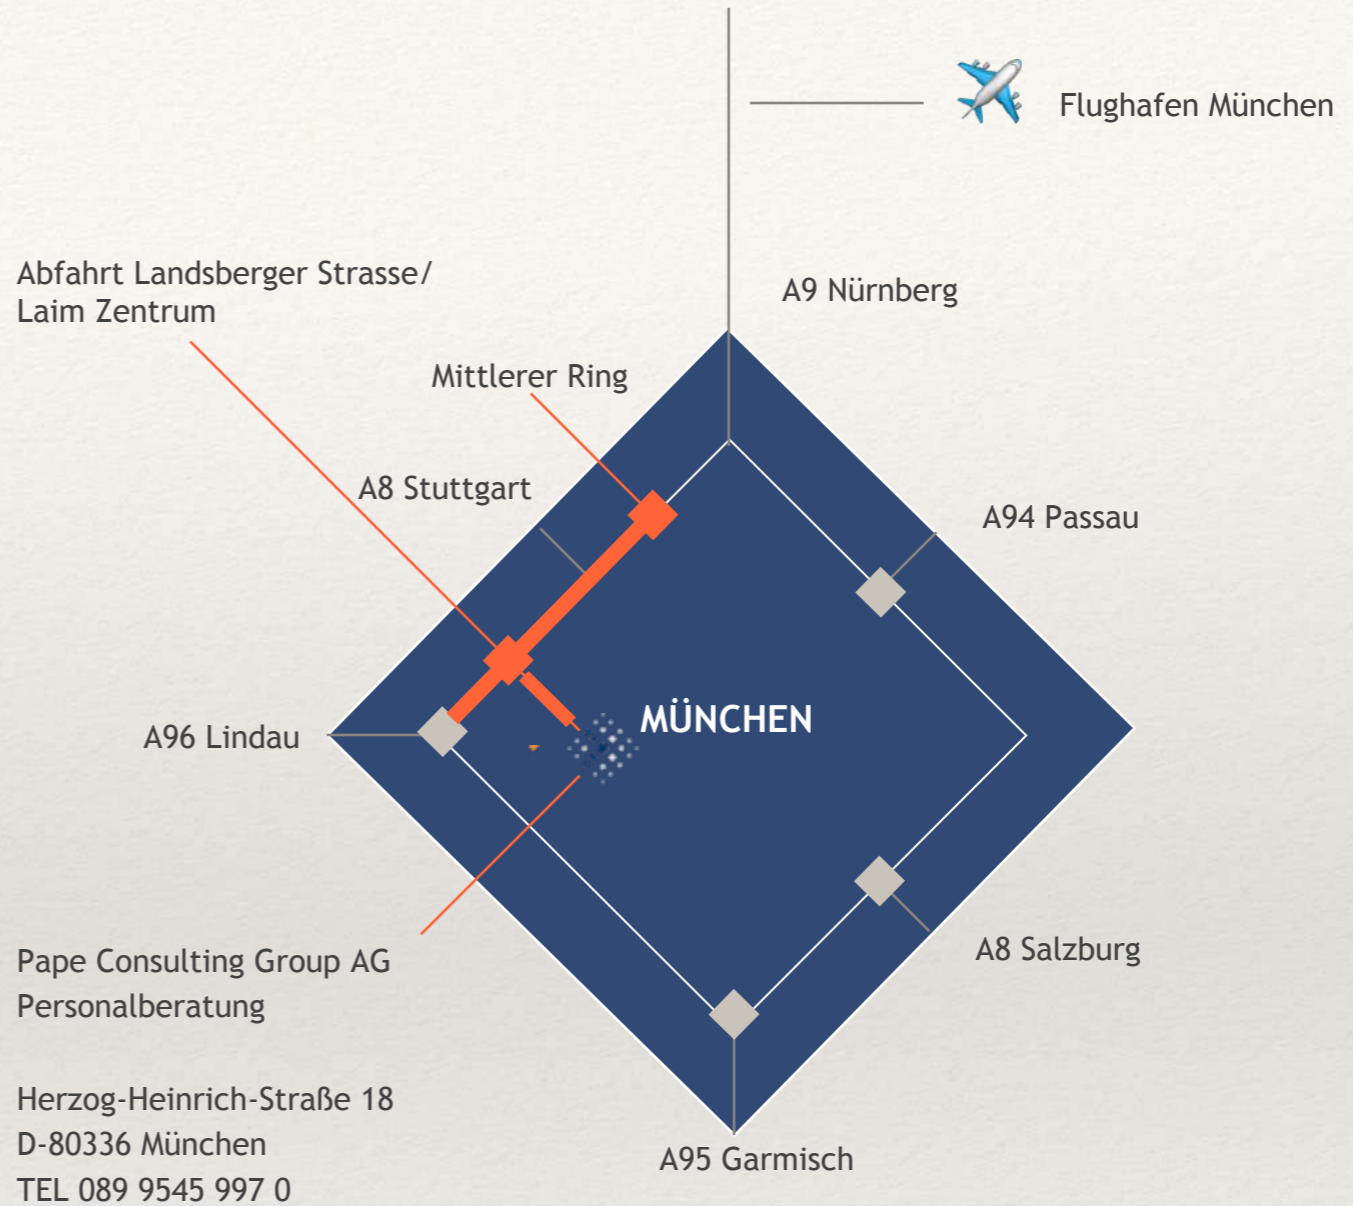 Flughafen München
Abfahrt Landsberger Strasse/
Laim Zentrum
A9 Nürnberg
Mittlerer Ring
A8 Stuttgart
A94 Passau
MÜNCHEN
A96 Lindau
A8 Salzburg
Pape Consulting Group AG
Personalberatung
Herzog-Heinrich-Straße 18
D-80336 München
TEL 089 9545 997 0
A95 Garmisch